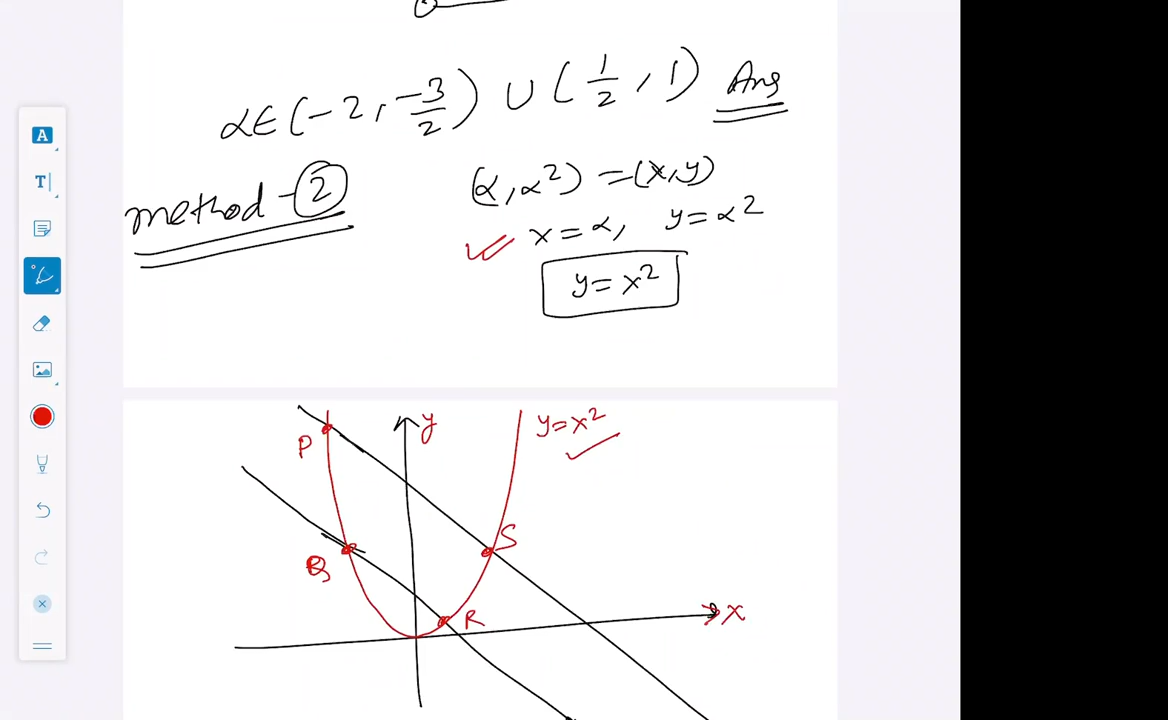 α∈(-2, -3/2) ∪ (1/2, 1) Ans
method-②
(α, α²) = (x, y)
x = α, y = α²
y = x²
y
y = x²
P
S
Q
R
x
A
T